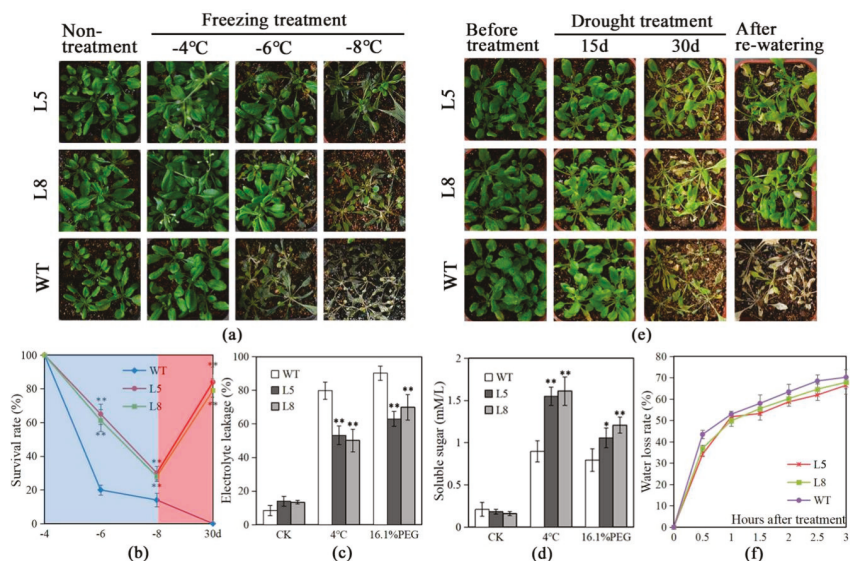 Non-
treatment
Freezing treatment
-4°C
-6°C
-8°C
L5
L8
WT
(a)
Before
treatment
Drought treatment
15d
30d
After
re-watering
L5
L8
WT
(e)
Survival rate (%)
100
80
60
40
20
0
-4
-6
-8
30d
WT
L5
L8
**
**
**
**
**
**
(b)
Electrolyte leakage (%)
100
80
60
40
20
0
WT
L5
L8
**
**
**
**
CK
4°C
16.1%PEG
(c)
Soluble sugar (mM/L)
2
1.5
1
0.5
0
WT
L5
L8
**
**
*
**
CK
4°C
16.1%PEG
(d)
Water loss rate (%)
80
70
60
50
40
30
20
10
0
L5
L8
WT
Hours after treatment
0
0.5
1
1.5
2
2.5
3
(f)